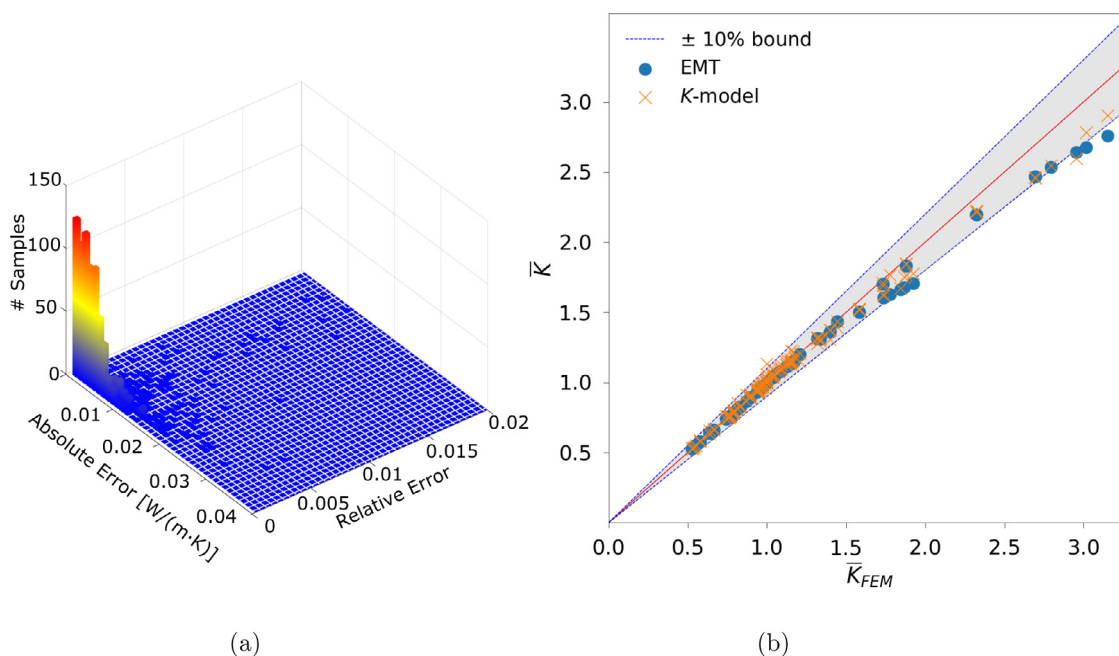 150
100
50
0
# Samples
0.01
0.02
0.03
0.04
Absolute Error [W/(m·K)]
0
0.005
0.01
0.015
0.02
Relative Error
(a)
± 10% bound
EMT
K-model
3.0
2.5
2.0
1.5
1.0
0.5
K̅
0.0 0.5 1.0 1.5 2.0 2.5 3.0
K̅_FEM
(b)